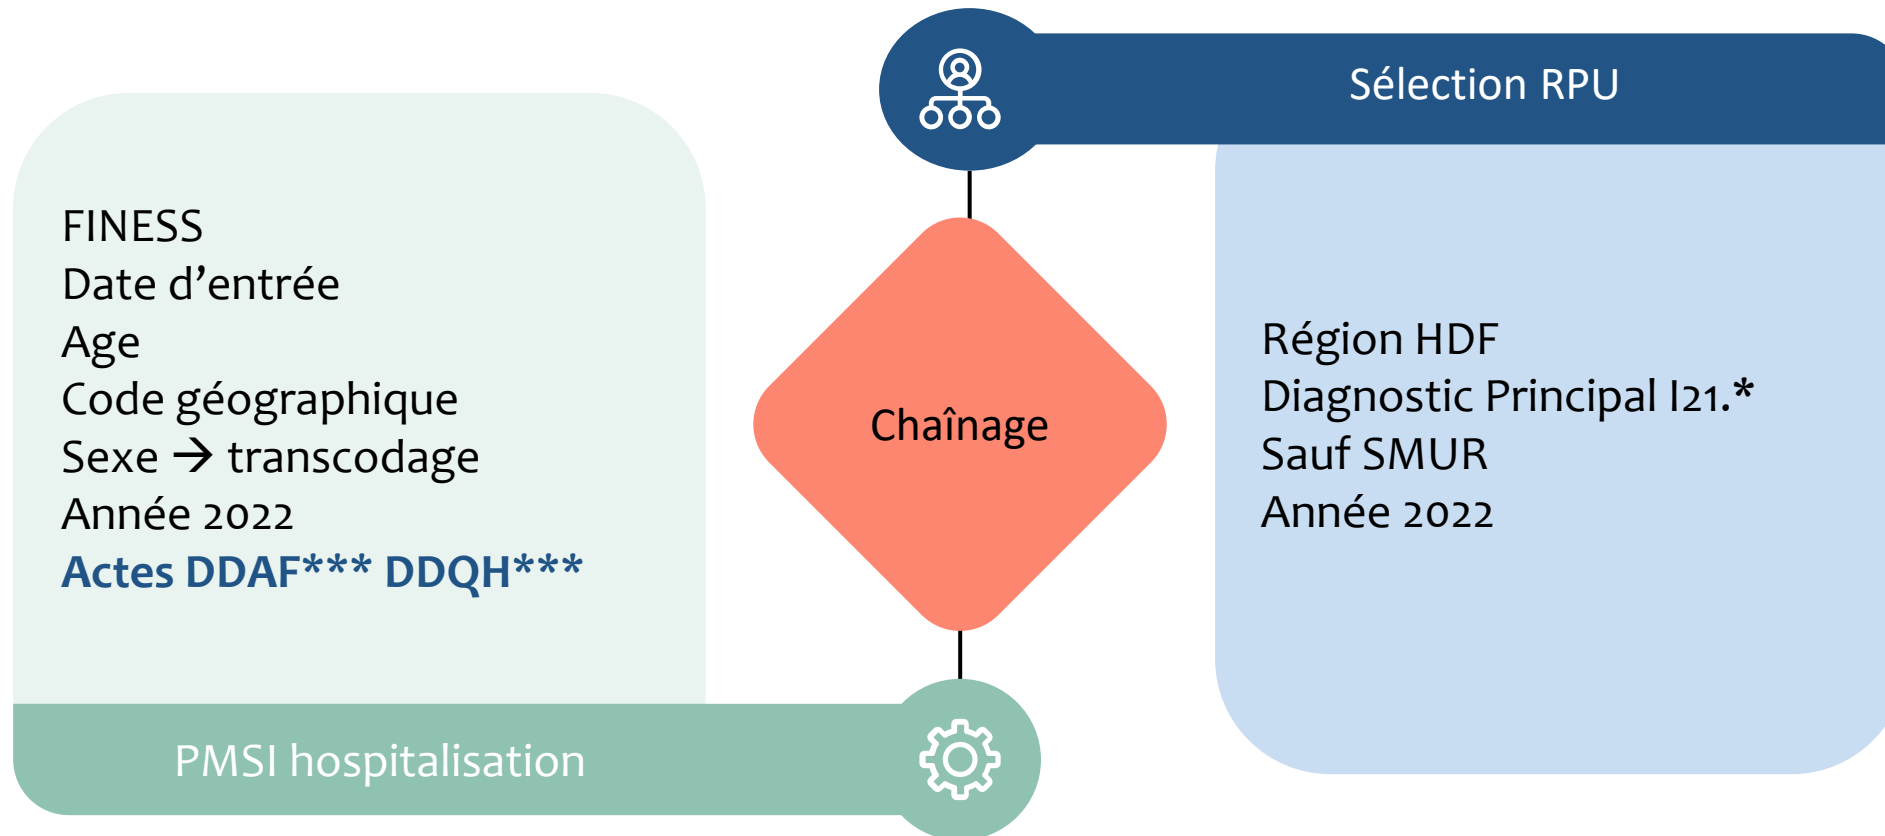 Sélection RPU
FINESS
Date d’entrée
Age
Code géographique
Sexe → transcodage
Année 2022
Actes DDAF*** DDQH***
Chaînage
Région HDF
Diagnostic Principal I21.*
Sauf SMUR
Année 2022
PMSI hospitalisation